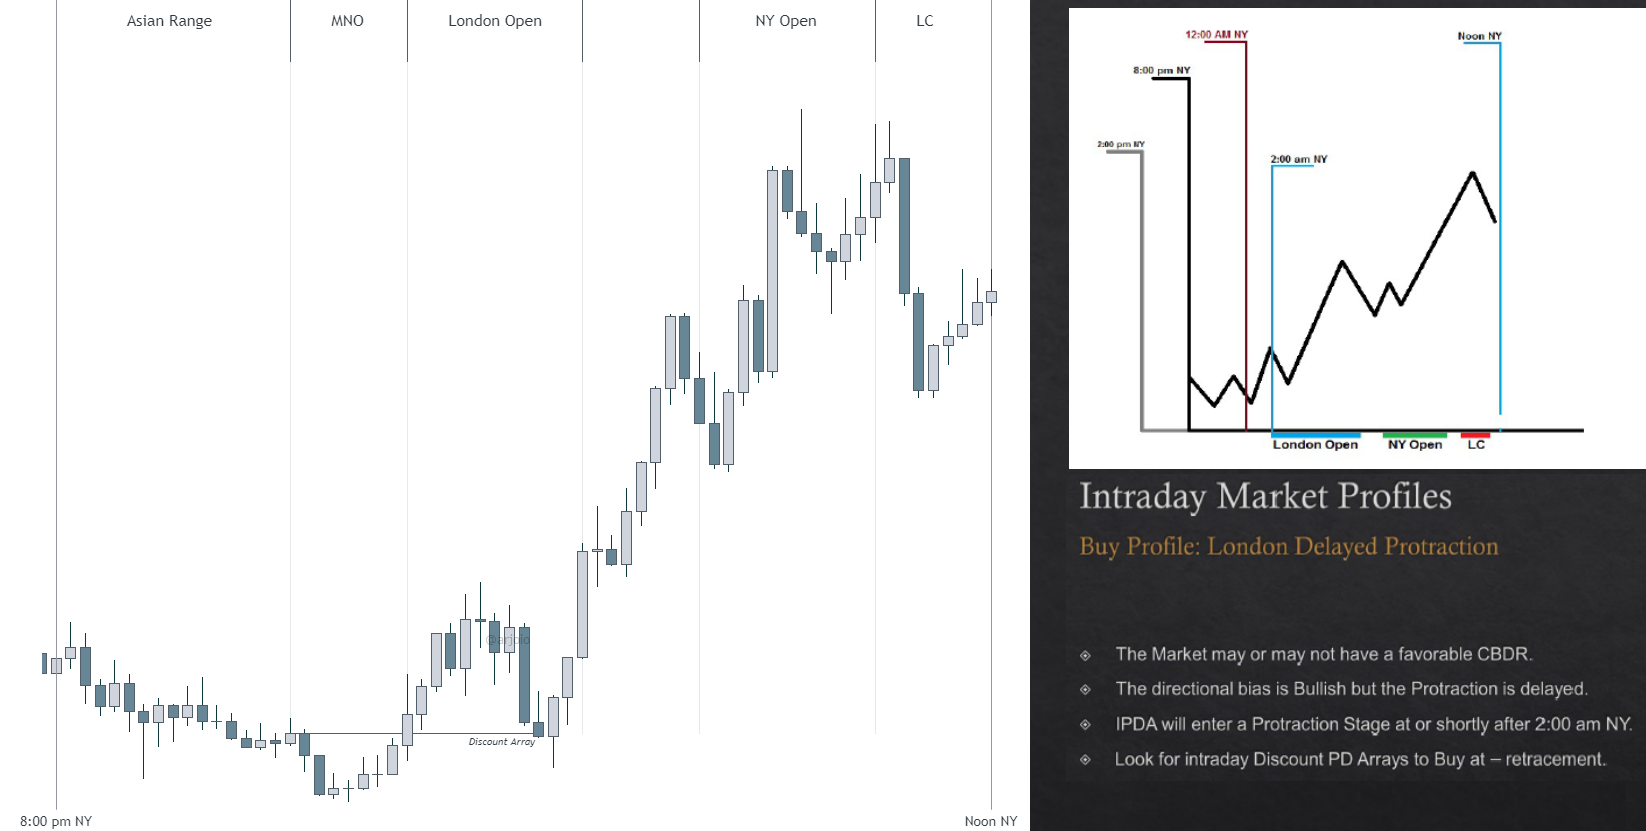 Asian Range
MNO
London Open
NY Open
LC
@arjoio
Discount Array
8:00 pm NY
Noon NY
12:00 AM NY
Noon NY
8:00 pm NY
2:00 pm NY
2:00 am NY
London Open
NY Open
LC
Intraday Market Profiles
Buy Profile: London Delayed Protraction
The Market may or may not have a favorable CBDR.
The directional bias is Bullish but the Protraction is delayed.
IPDA will enter a Protraction Stage at or shortly after 2:00 am NY.
Look for intraday Discount PD Arrays to Buy at – retracement.